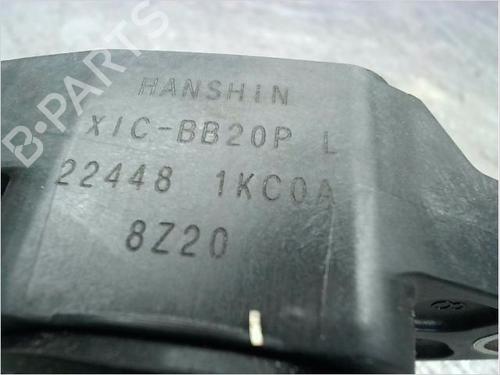 HANSHIN
XIC-BB20P L
22448 1KC0A
8Z20
B-PARTS